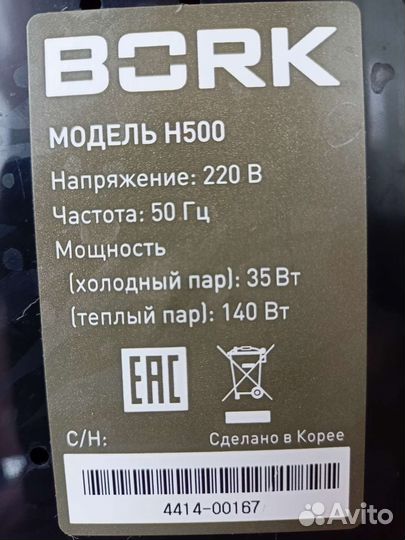 BORK
МОДЕЛЬ H500
Напряжение: 220 В
Частота: 50 Гц
Мощность
(холодный пар): 35 Вт
(теплый пар): 140 Вт
EAC
С/Н: Сделано в Корее
4414-00167
Avito